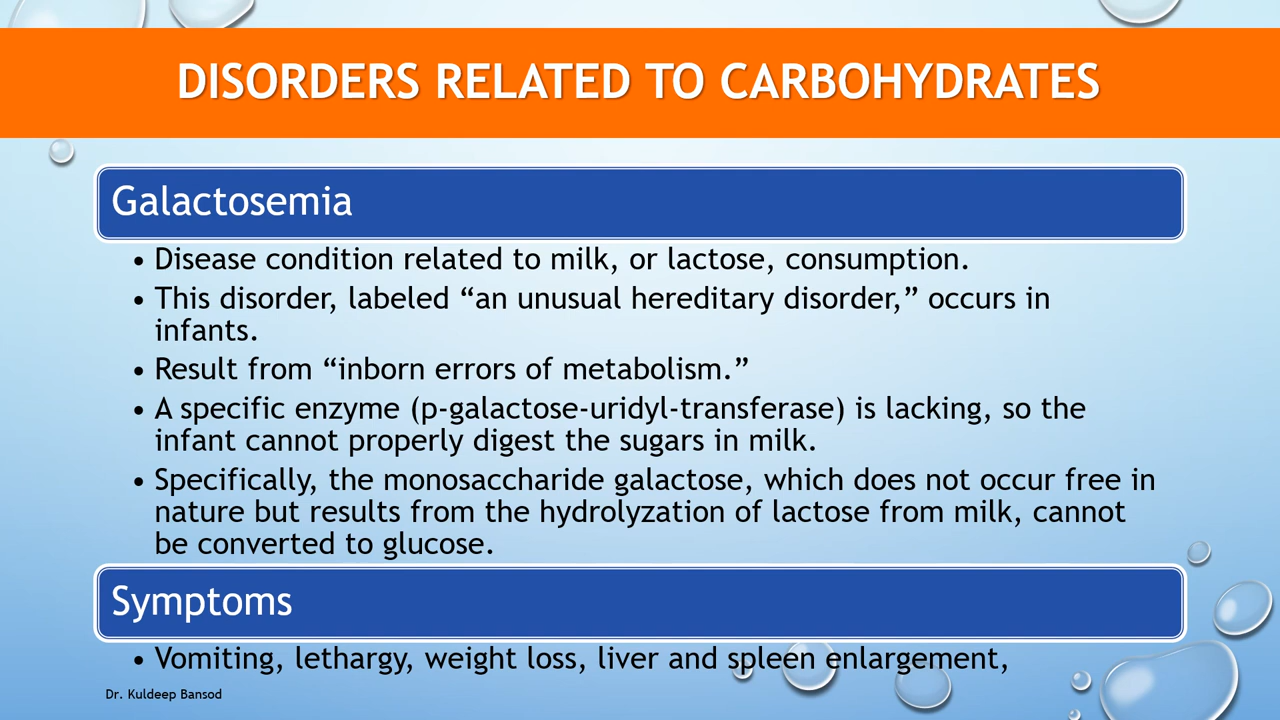 DISORDERS RELATED TO CARBOHYDRATES
Galactosemia
• Disease condition related to milk, or lactose, consumption.
• This disorder, labeled “an unusual hereditary disorder,” occurs in
infants.
• Result from “inborn errors of metabolism.”
• A specific enzyme (p-galactose-uridyl-transferase) is lacking, so the
infant cannot properly digest the sugars in milk.
• Specifically, the monosaccharide galactose, which does not occur free in
nature but results from the hydrolyzation of lactose from milk, cannot
be converted to glucose.
Symptoms
• Vomiting, lethargy, weight loss, liver and spleen enlargement,
Dr. Kuldeep Bansod